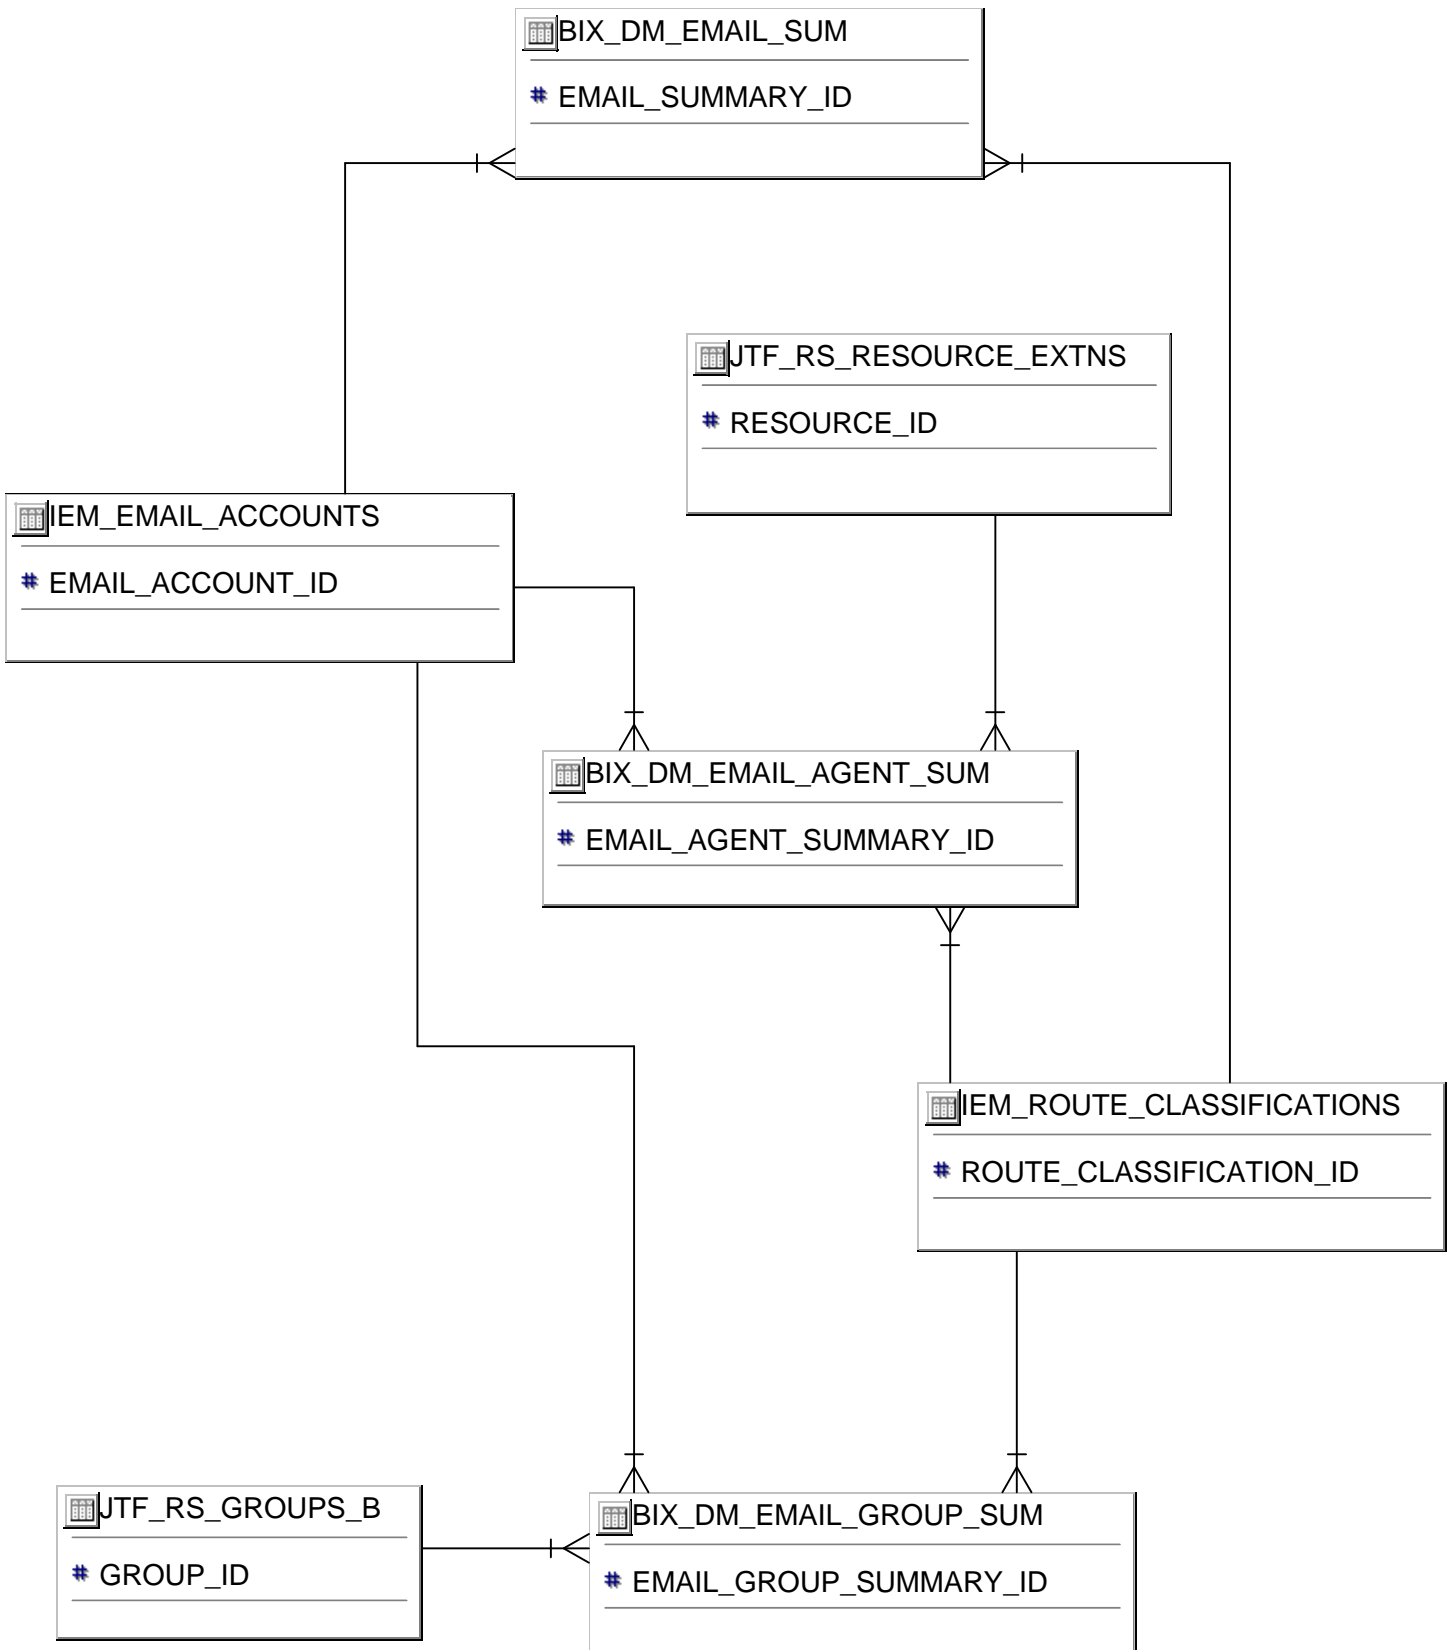 BIX_DM_EMAIL_SUM
# EMAIL_SUMMARY_ID
JTF_RS_RESOURCE_EXTNS
# RESOURCE_ID
IEM_EMAIL_ACCOUNTS
# EMAIL_ACCOUNT_ID
BIX_DM_EMAIL_AGENT_SUM
# EMAIL_AGENT_SUMMARY_ID
IEM_ROUTE_CLASSIFICATIONS
# ROUTE_CLASSIFICATION_ID
JTF_RS_GROUPS_B
# GROUP_ID
BIX_DM_EMAIL_GROUP_SUM
# EMAIL_GROUP_SUMMARY_ID